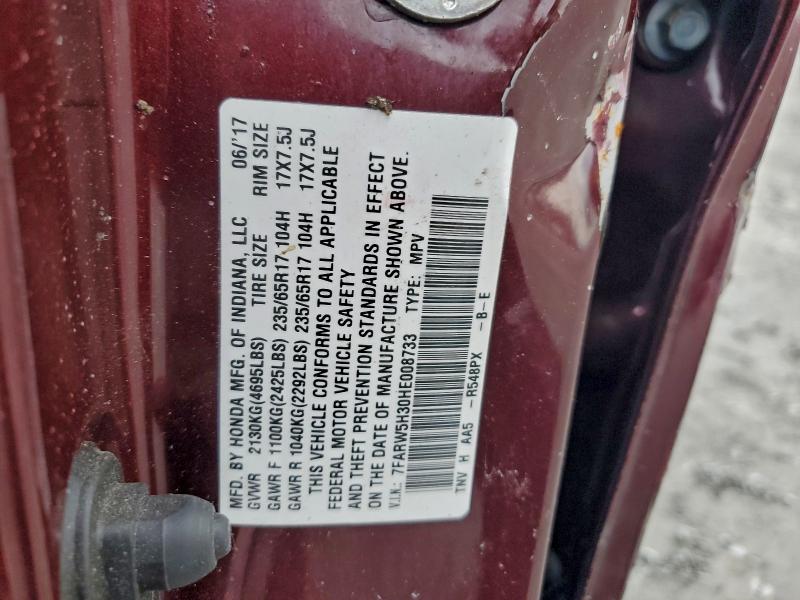 MFD. BY HONDA MFG. OF INDIANA, LLC 06/'17
GVWR 2130KG(4695LBS) TIRE SIZE RIM SIZE
GAWR F 1100KG(2425LBS) 235/65R17 104H 17X7.5J
GAWR R 1040KG(2292LBS) 235/65R17 104H 17X7.5J
THIS VEHICLE CONFORMS TO ALL APPLICABLE
FEDERAL MOTOR VEHICLE SAFETY
AND THEFT PREVENTION STANDARDS IN EFFECT
ON THE DATE OF MANUFACTURE SHOWN ABOVE.
V.I.N.: 7FARW5H30HE008733 TYPE: MPV
TNV H AA5 -R548PX -B-E